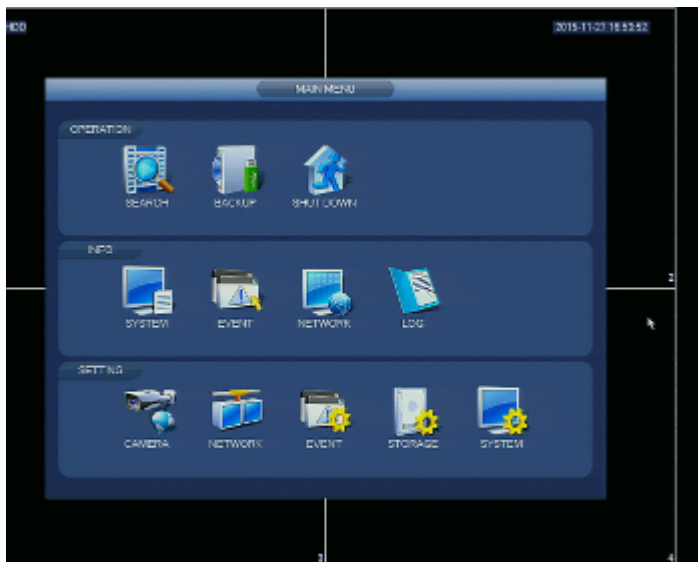 HDD
2015-11-27 16:53:52
MAIN MENU
OPERATION
SEARCH
BACKUP
SHUTDOWN
INFO
SYSTEM
EVENT
NETWORK
LOG
2
SETTING
CAMERA
NETWORK
EVENT
STORAGE
SYSTEM
3
4